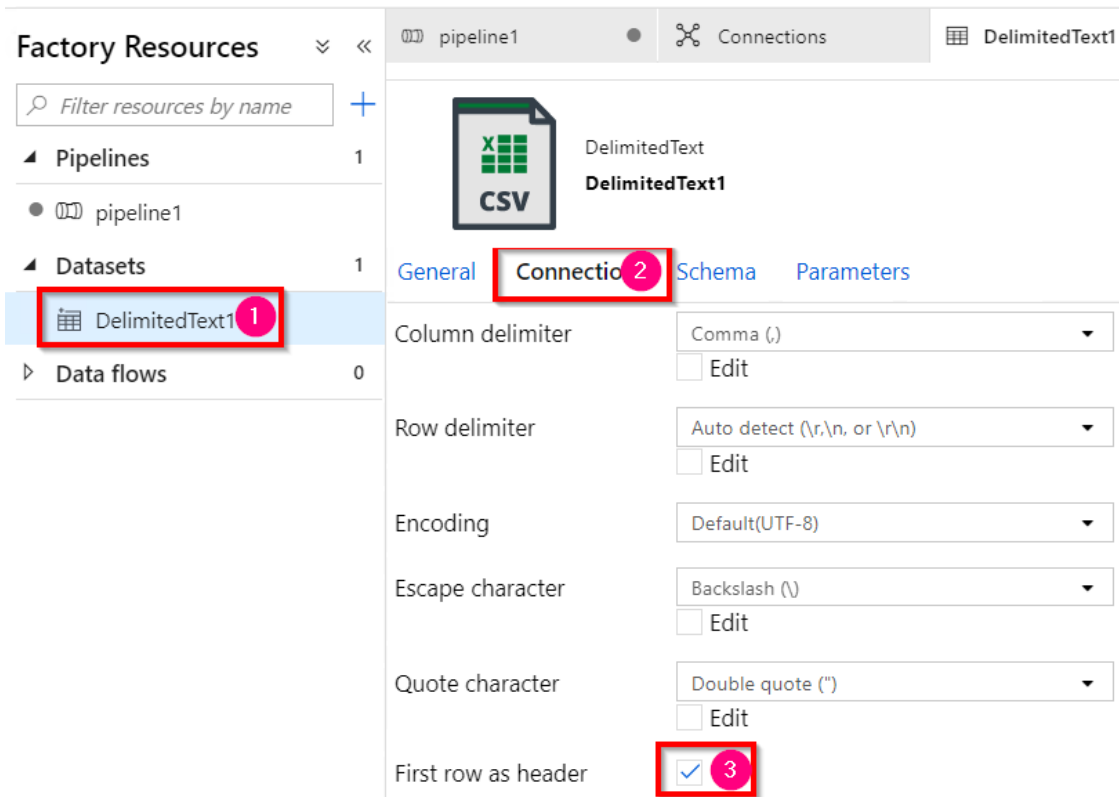 Factory Resources
pipeline1
Connections
DelimitedText1
Filter resources by name
Pipelines 1
pipeline1
Datasets 1
DelimitedText1 1
Data flows 0
X
CSV
DelimitedText
DelimitedText1
General Connectio 2 Schema Parameters
Column delimiter Comma (,)
Edit
Row delimiter Auto detect (\r,\n, or \r\n)
Edit
Encoding Default(UTF-8)
Escape character Backslash (\)
Edit
Quote character Double quote (")
Edit
First row as header 3